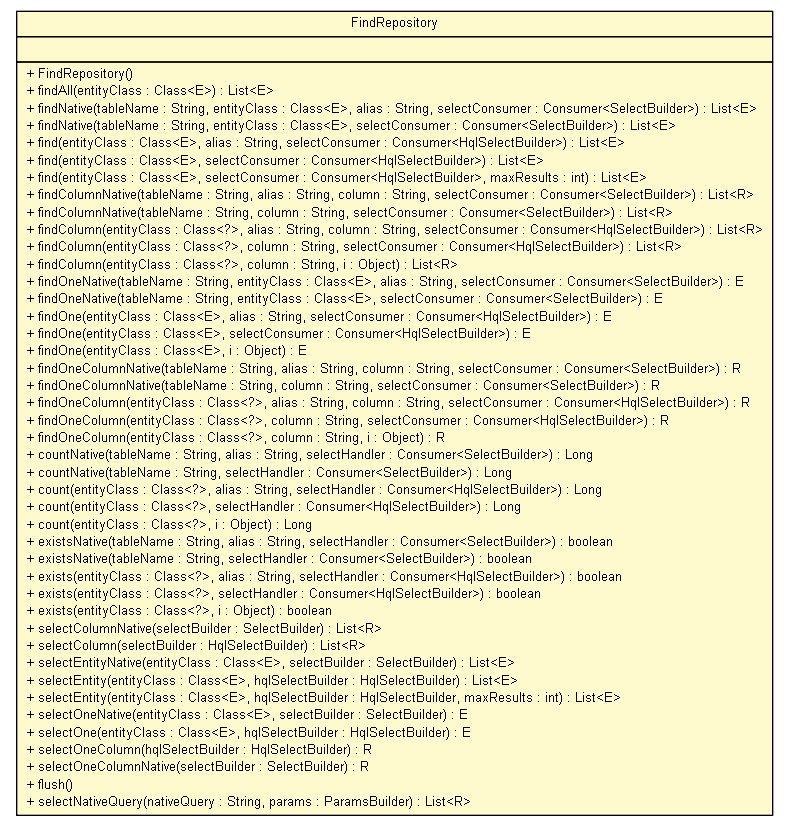 FindRepository
+ FindRepository()
+ findAll(entityClass : Class<E>) : List<E>
+ findNative(tableName : String, entityClass : Class<E>, alias : String, selectConsumer : Consumer<SelectBuilder>) : List<E>
+ findNative(tableName : String, entityClass : Class<E>, selectConsumer : Consumer<SelectBuilder>) : List<E>
+ find(entityClass : Class<E>, alias : String, selectConsumer : Consumer<HqlSelectBuilder>) : List<E>
+ find(entityClass : Class<E>, selectConsumer : Consumer<HqlSelectBuilder>) : List<E>
+ find(entityClass : Class<E>, selectConsumer : Consumer<HqlSelectBuilder>, maxResults : int) : List<E>
+ findColumnNative(tableName : String, alias : String, column : String, selectConsumer : Consumer<SelectBuilder>) : List<R>
+ findColumnNative(tableName : String, column : String, selectConsumer : Consumer<SelectBuilder>) : List<R>
+ findColumn(entityClass : Class<?>, alias : String, column : String, selectConsumer : Consumer<HqlSelectBuilder>) : List<R>
+ findColumn(entityClass : Class<?>, column : String, selectConsumer : Consumer<HqlSelectBuilder>) : List<R>
+ findColumn(entityClass : Class<?>, column : String, i : Object) : List<R>
+ findOneNative(tableName : String, entityClass : Class<E>, alias : String, selectConsumer : Consumer<SelectBuilder>) : E
+ findOneNative(tableName : String, entityClass : Class<E>, selectConsumer : Consumer<SelectBuilder>) : E
+ findOne(entityClass : Class<E>, alias : String, selectConsumer : Consumer<HqlSelectBuilder>) : E
+ findOne(entityClass : Class<E>, selectConsumer : Consumer<HqlSelectBuilder>) : E
+ findOne(entityClass : Class<E>, i : Object) : E
+ findOneColumnNative(tableName : String, alias : String, column : String, selectConsumer : Consumer<SelectBuilder>) : R
+ findOneColumnNative(tableName : String, column : String, selectConsumer : Consumer<SelectBuilder>) : R
+ findOneColumn(entityClass : Class<?>, alias : String, column : String, selectConsumer : Consumer<HqlSelectBuilder>) : R
+ findOneColumn(entityClass : Class<?>, column : String, selectConsumer : Consumer<HqlSelectBuilder>) : R
+ findOneColumn(entityClass : Class<?>, column : String, i : Object) : R
+ countNative(tableName : String, alias : String, selectHandler : Consumer<SelectBuilder>) : Long
+ countNative(tableName : String, selectHandler : Consumer<SelectBuilder>) : Long
+ count(entityClass : Class<?>, alias : String, selectHandler : Consumer<HqlSelectBuilder>) : Long
+ count(entityClass : Class<?>, selectHandler : Consumer<HqlSelectBuilder>) : Long
+ count(entityClass : Class<?>, i : Object) : Long
+ existsNative(tableName : String, alias : String, selectHandler : Consumer<SelectBuilder>) : boolean
+ existsNative(tableName : String, selectHandler : Consumer<SelectBuilder>) : boolean
+ exists(entityClass : Class<?>, alias : String, selectHandler : Consumer<HqlSelectBuilder>) : boolean
+ exists(entityClass : Class<?>, selectHandler : Consumer<HqlSelectBuilder>) : boolean
+ exists(entityClass : Class<?>, i : Object) : boolean
+ selectColumnNative(selectBuilder : SelectBuilder) : List<R>
+ selectColumn(selectBuilder : HqlSelectBuilder) : List<R>
+ selectEntityNative(entityClass : Class<E>, selectBuilder : SelectBuilder) : List<E>
+ selectEntity(entityClass : Class<E>, hqlSelectBuilder : HqlSelectBuilder) : List<E>
+ selectEntity(entityClass : Class<E>, hqlSelectBuilder : HqlSelectBuilder, maxResults : int) : List<E>
+ selectOneNative(entityClass : Class<E>, selectBuilder : SelectBuilder) : E
+ selectOne(entityClass : Class<E>, hqlSelectBuilder : HqlSelectBuilder) : E
+ selectOneColumn(hqlSelectBuilder : HqlSelectBuilder) : R
+ selectOneColumnNative(selectBuilder : SelectBuilder) : R
+ flush()
+ selectNativeQuery(nativeQuery : String, params : ParamsBuilder) : List<R>